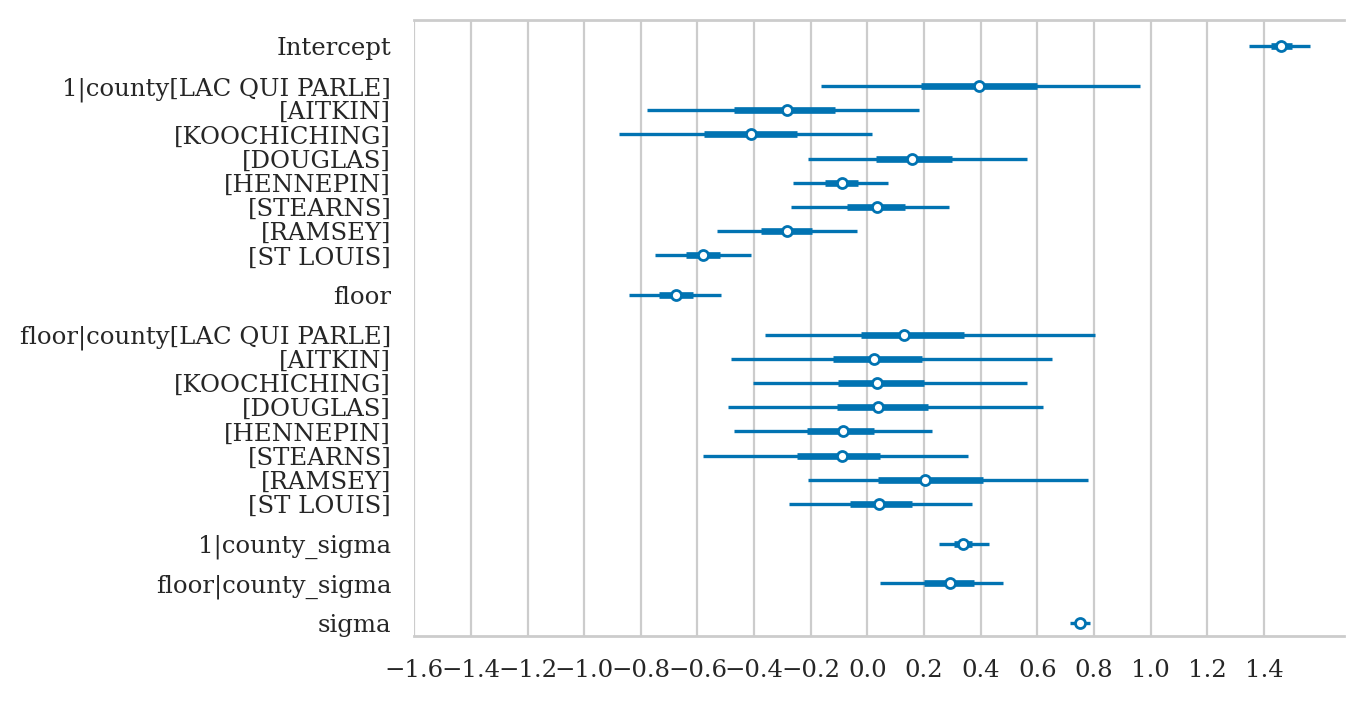 Intercept
1|county[LAC QUI PARLE]
[AITKIN]
[KOOCHICHING]
[DOUGLAS]
[HENNEPIN]
[STEARNS]
[RAMSEY]
[ST LOUIS]
floor
floor|county[LAC QUI PARLE]
[AITKIN]
[KOOCHICHING]
[DOUGLAS]
[HENNEPIN]
[STEARNS]
[RAMSEY]
[ST LOUIS]
1|county_sigma
floor|county_sigma
sigma
−1.6 −1.4 −1.2 −1.0 −0.8 −0.6 −0.4 −0.2 0.0 0.2 0.4 0.6 0.8 1.0 1.2 1.4